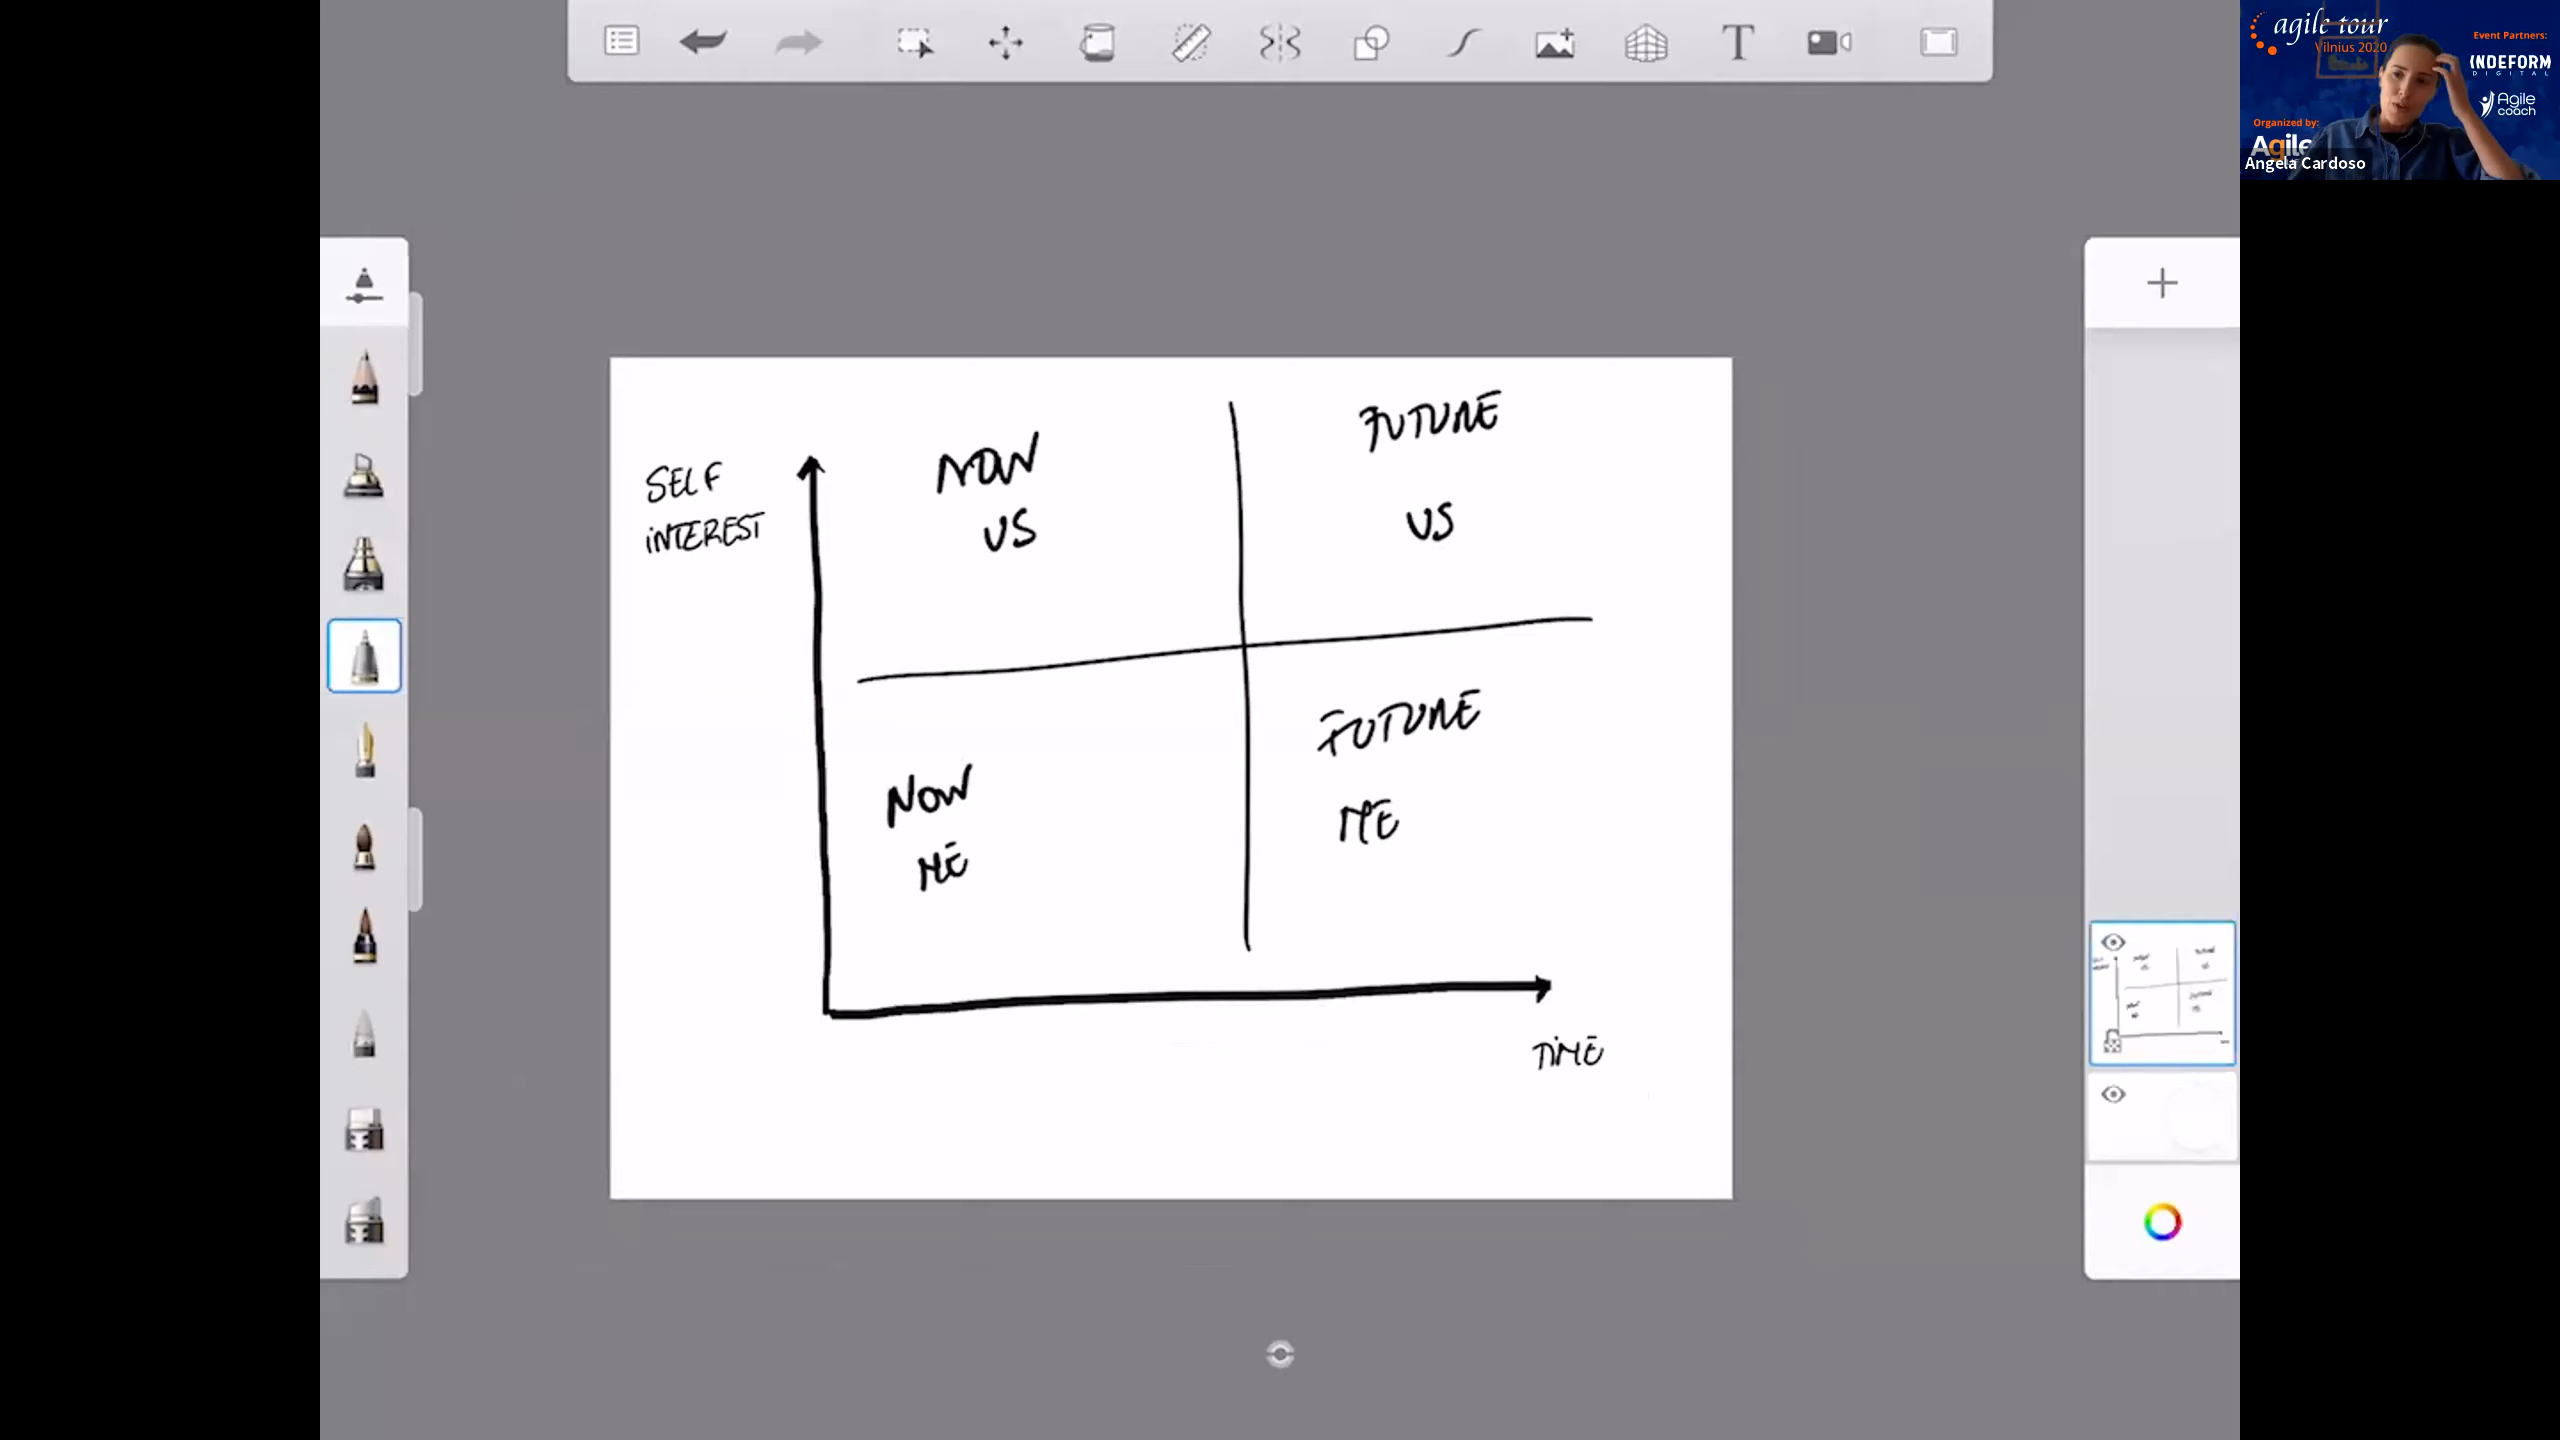 agile tour
Vilnius 2020
Event Partners:
INDEFORM
DIGITAL
Agile
coach
Organized by:
Agile
Angela Cardoso
T
SELF
INTEREST
NOW
US
FUTURE
US
NOW
ME
FUTURE
ME
TIME